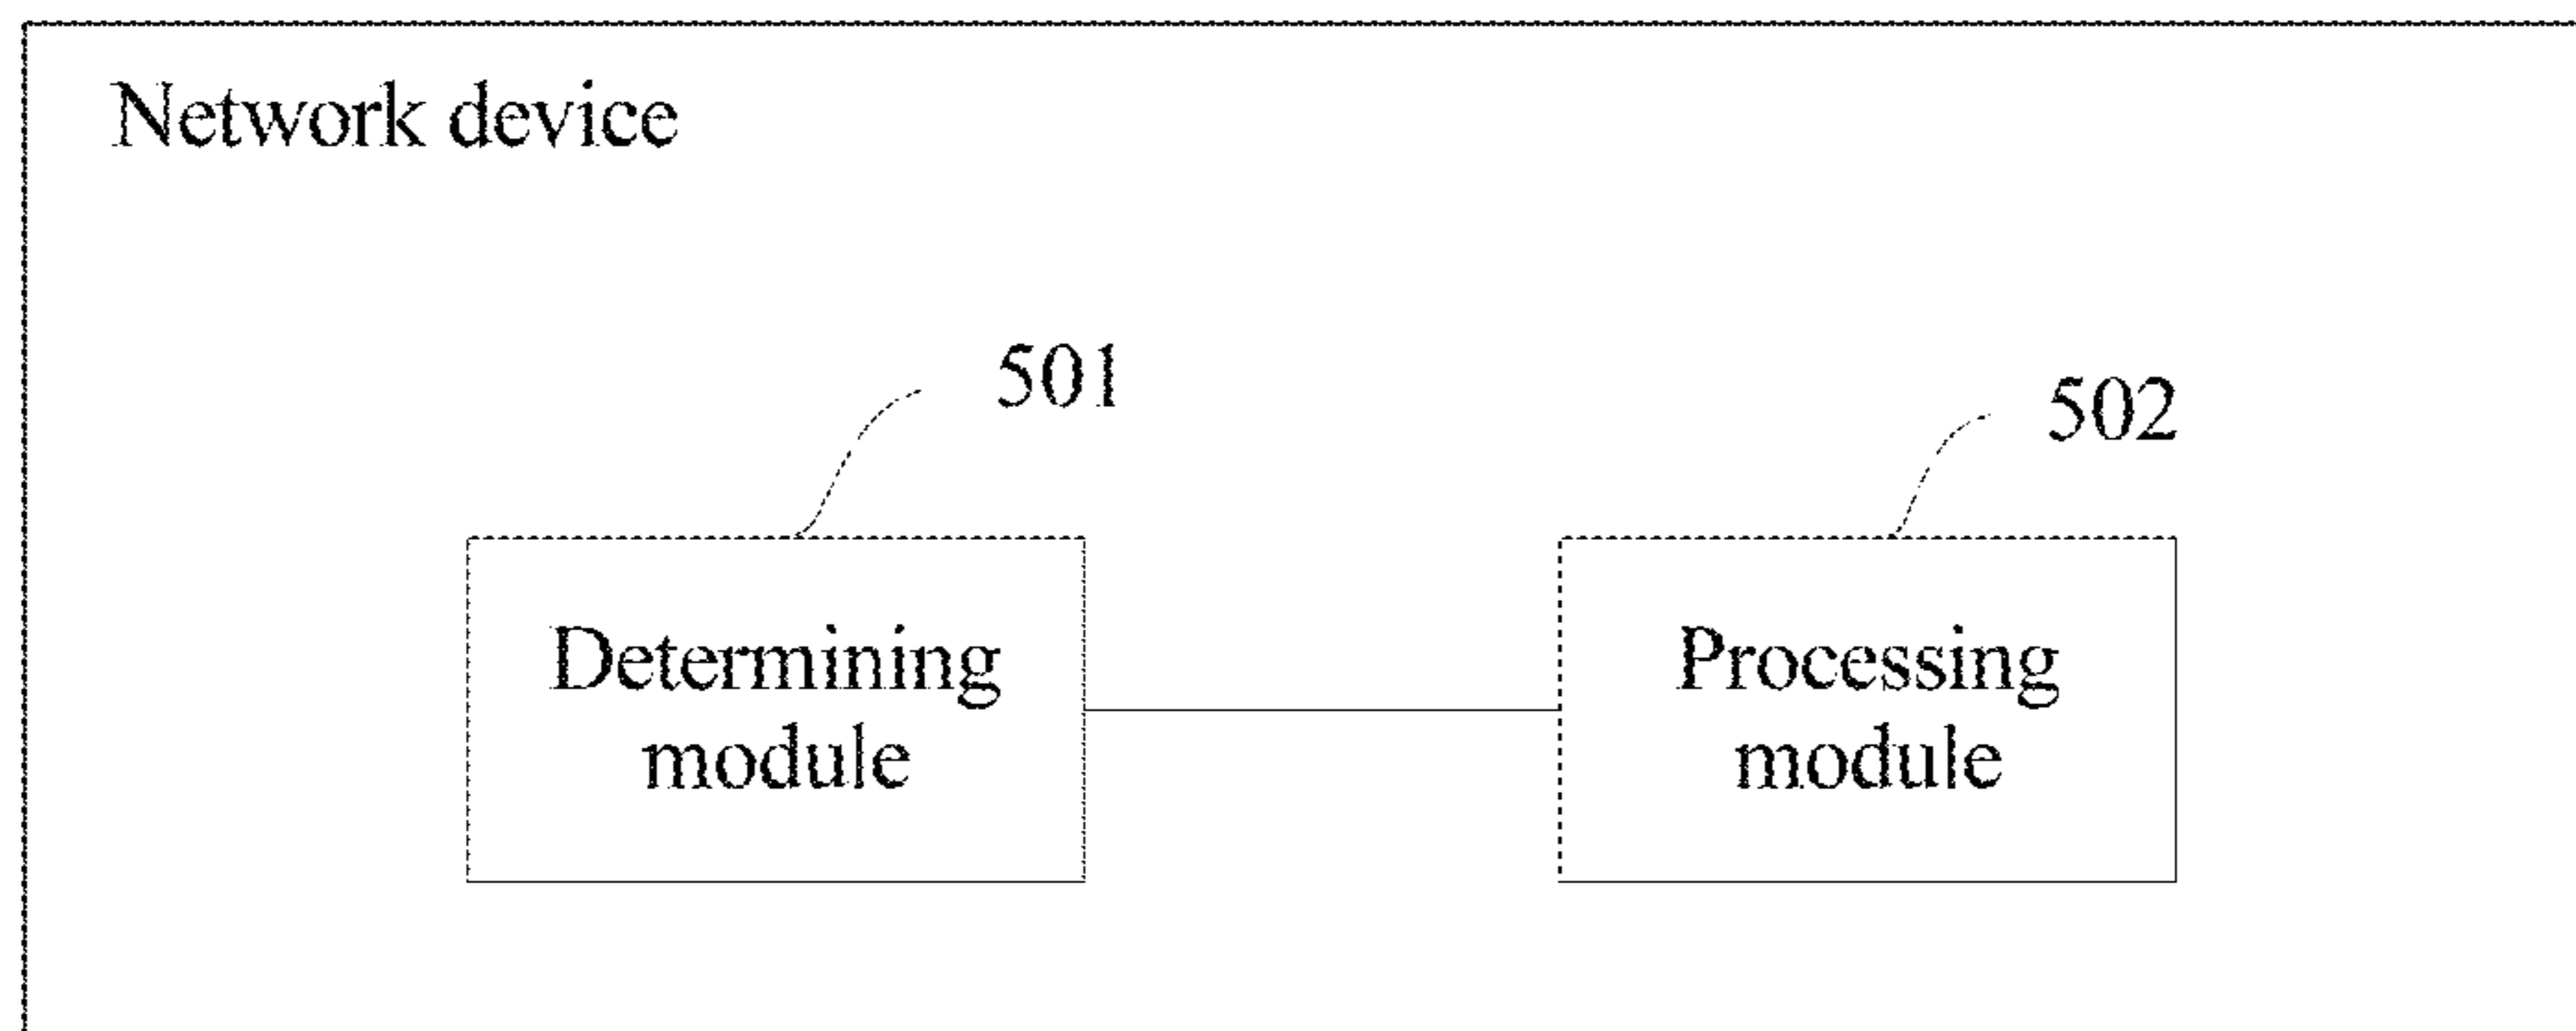 Network device
501
502
Determining
module
Processing
module